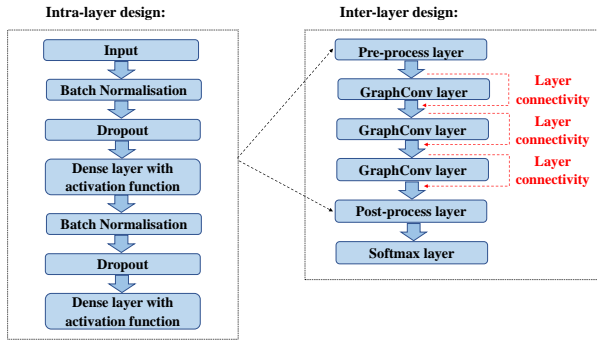 Intra-layer design:
Input
Batch Normalisation
Dropout
Dense layer with
activation function
Batch Normalisation
Dropout
Dense layer with
activation function
Inter-layer design:
Pre-process layer
GraphConv layer
GraphConv layer
GraphConv layer
Post-process layer
Softmax layer
Layer
connectivity
Layer
connectivity
Layer
connectivity